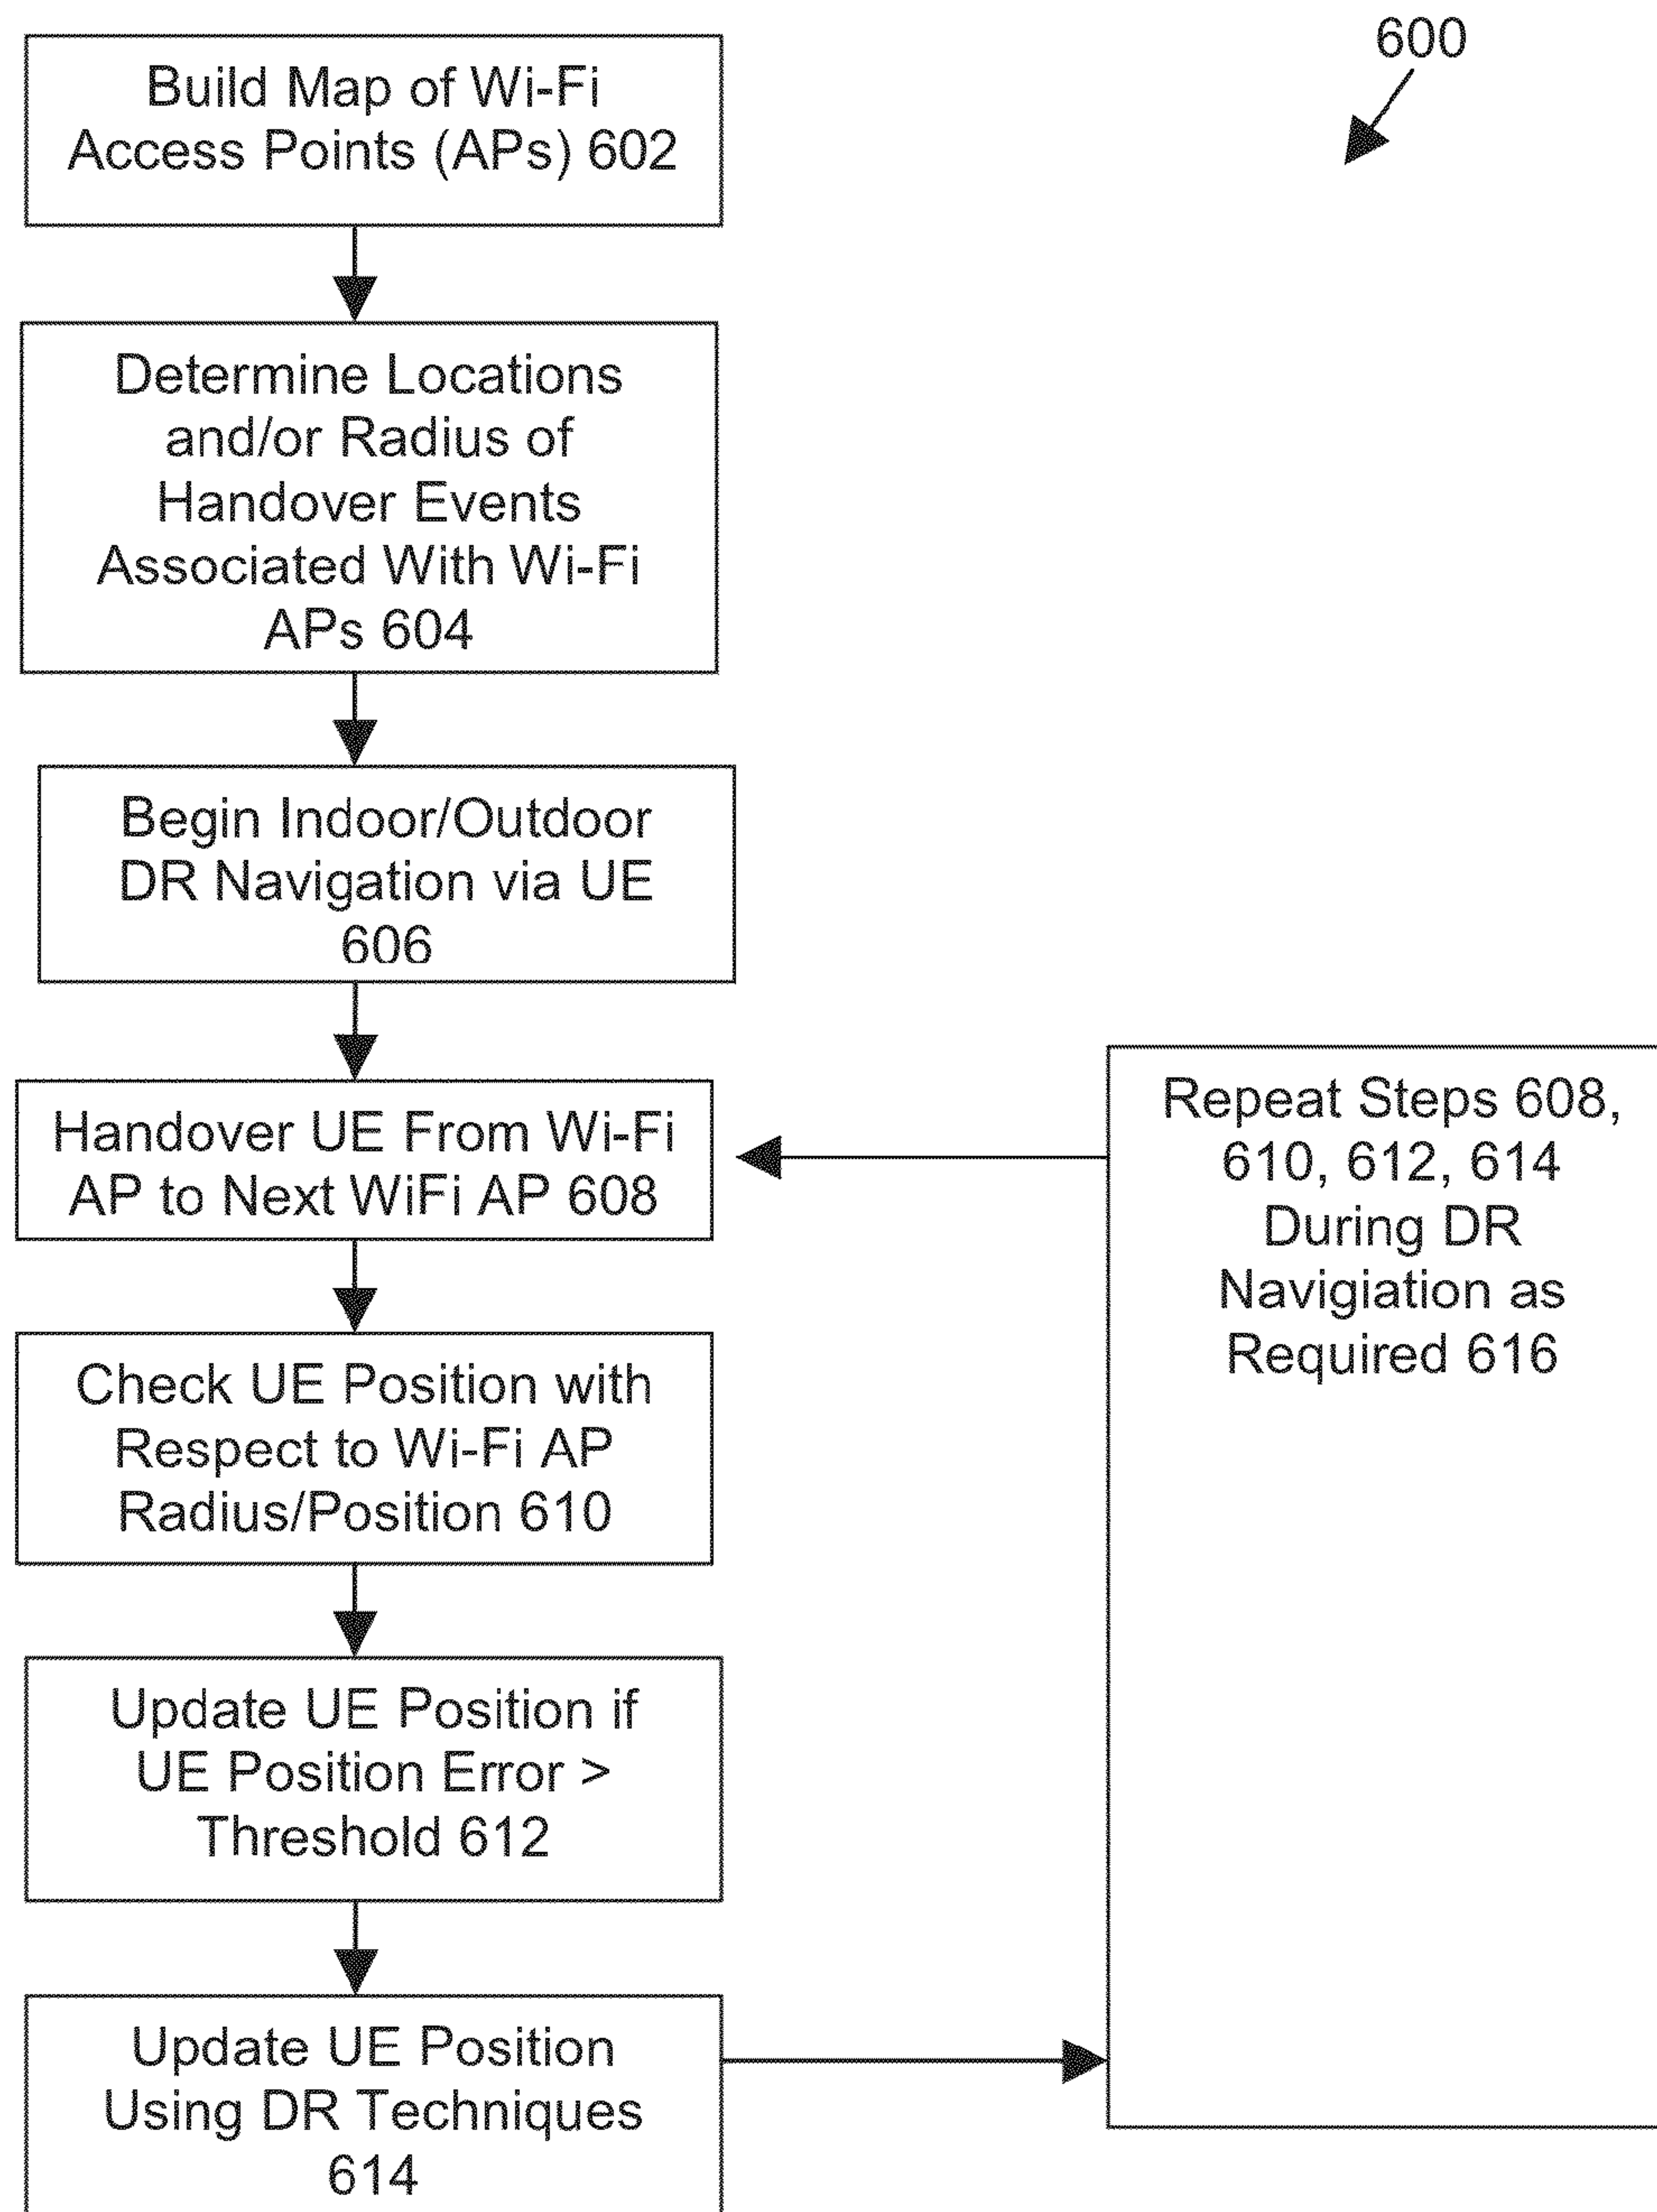 600
Build Map of Wi-Fi
Access Points (APs) 602
Determine Locations
and/or Radius of
Handover Events
Associated With Wi-Fi
APs 604
Begin Indoor/Outdoor
DR Navigation via UE
606
Handover UE From Wi-Fi
AP to Next WiFi AP 608
Check UE Position with
Respect to Wi-Fi AP
Radius/Position 610
Update UE Position if
UE Position Error >
Threshold 612
Update UE Position
Using DR Techniques
614
Repeat Steps 608,
610, 612, 614
During DR
Navigiation as
Required 616